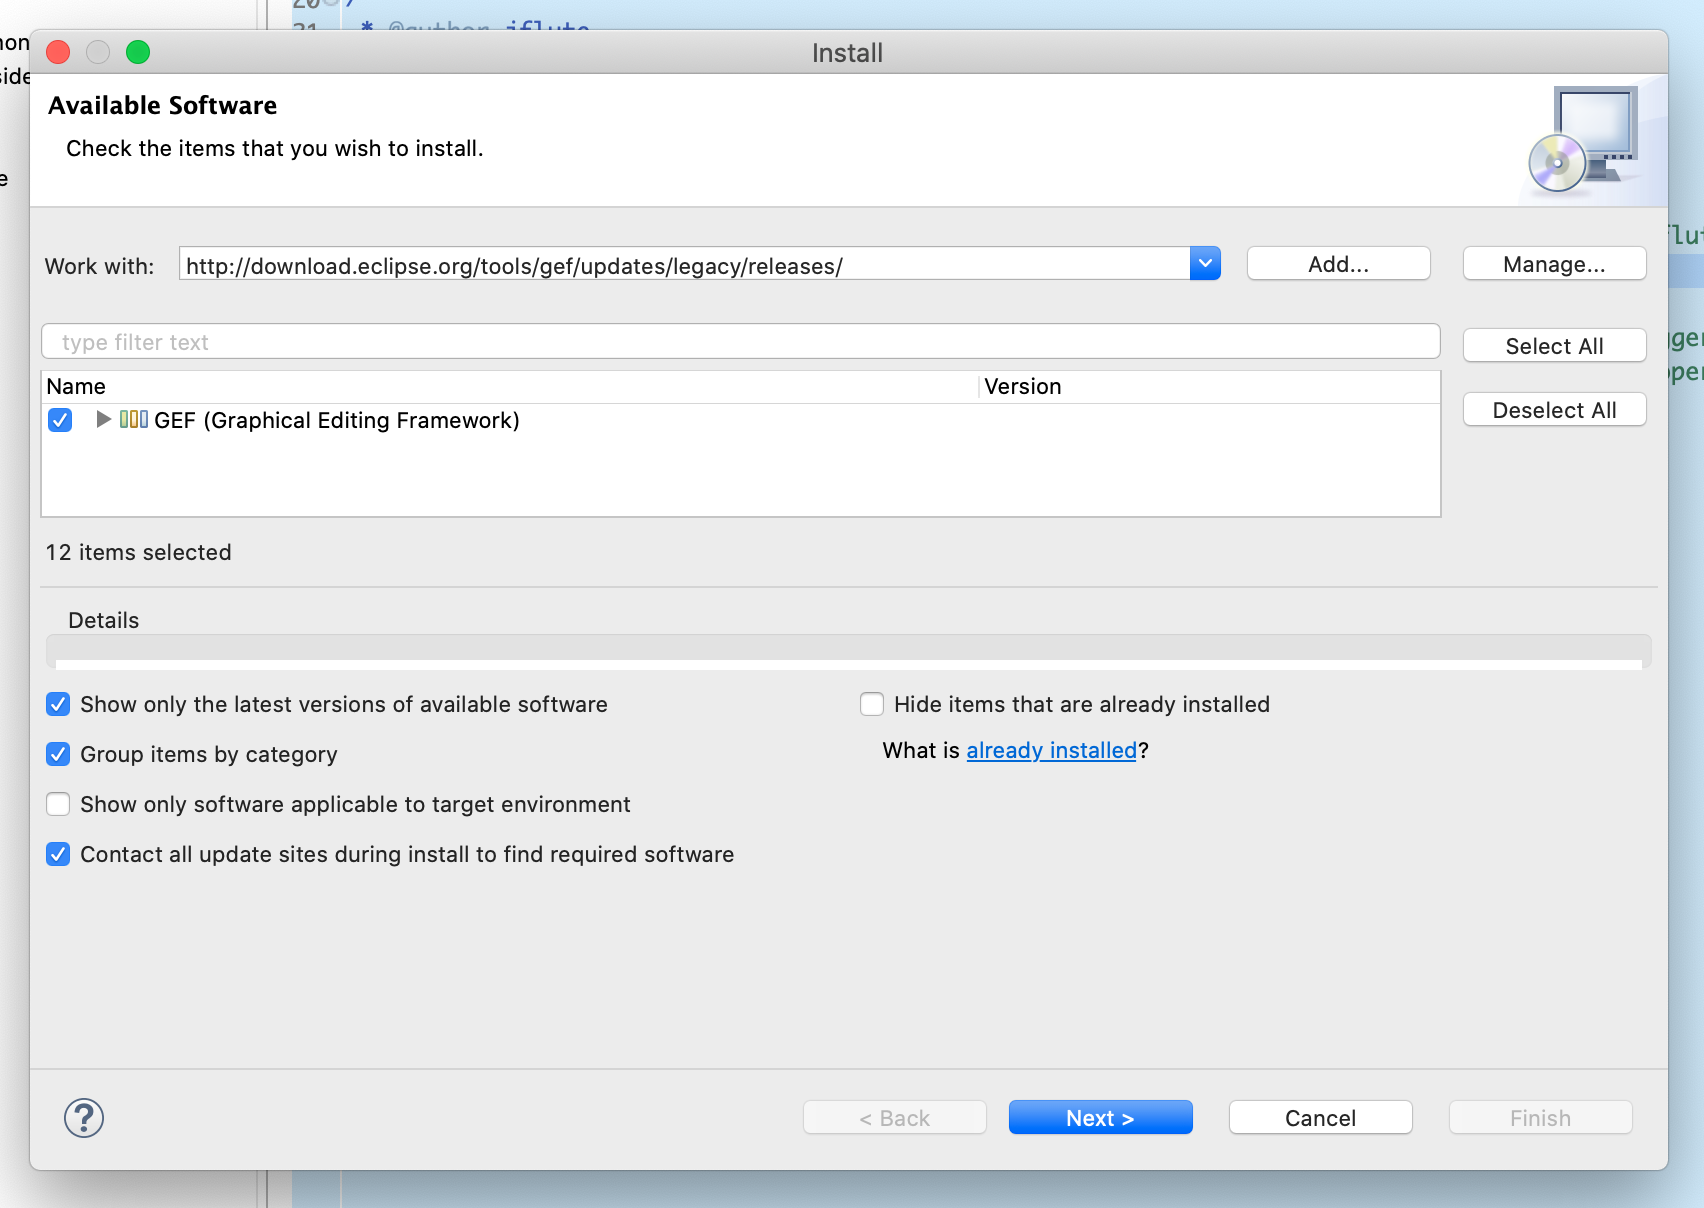 20
* @author jflute
Install
Available Software
Check the items that you wish to install.
Work with:
http://download.eclipse.org/tools/gef/updates/legacy/releases/
Add...
Manage...
type filter text
Select All
Name
Version
GEF (Graphical Editing Framework)
Deselect All
12 items selected
Details
Show only the latest versions of available software
Hide items that are already installed
Group items by category
What is already installed?
Show only software applicable to target environment
Contact all update sites during install to find required software
?
< Back
Next >
Cancel
Finish